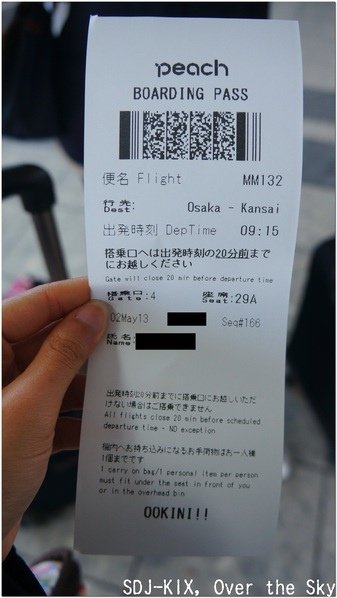 peach
BOARDING PASS
便名 Flight MM132
行先: Dest: Osaka - Kansai
出発時刻 DepTime 09:15
搭乗口へは出発時刻の20分前まで
にお越しください
Gate will close 20 min before departure time
搭乗口: Gate:4 座席: Seat:29A
02May13 Seq#166
氏名: Name:
出発時刻20分前までに搭乗口にお越しいただ
けない場合はご搭乗できません
All flights close 20 min before scheduled
departure time - NO exception
機内へお持ち込みになるお手荷物はお一人様
1個までです
1 carry on bag/1 personal item per person
must fit under the seat in front of you
or in the overhead bin
OOKINI!!
SDJ-KIX, Over the Sky